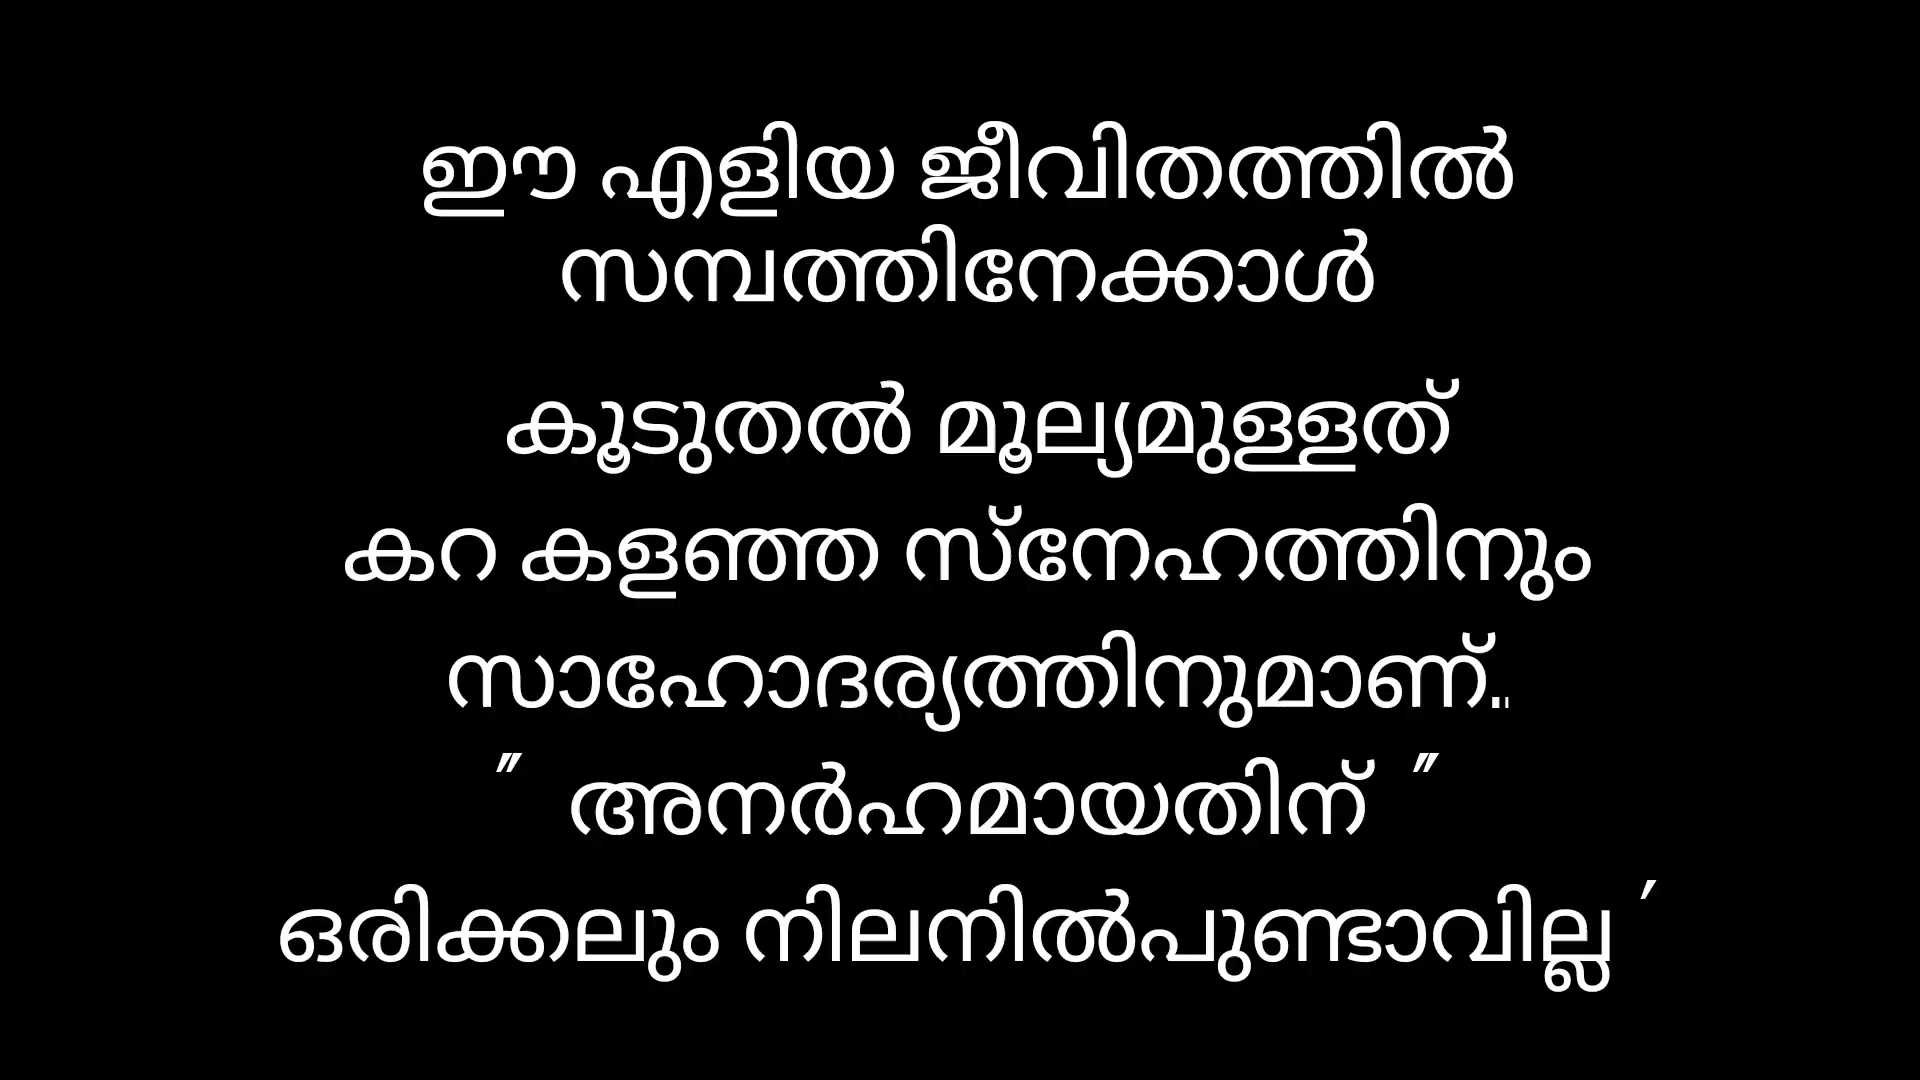 ഈ എളിയ ജീവിതത്തിൽ
സമ്പത്തിനേക്കാൾ
കൂടുതൽ മൂല്യമുള്ളത്
കറ കളഞ്ഞ സ്നേഹത്തിനും
സാഹോദര്യത്തിനുമാണ്..
" അനർഹമായതിന് "
ഒരിക്കലും നിലനിൽപുണ്ടാവില്ല '